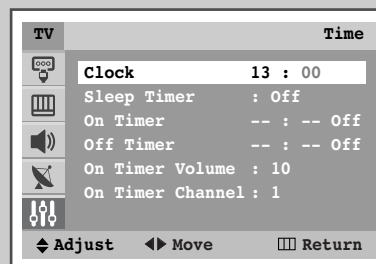 TV Time
Clock 13 : 00
Sleep Timer : Off
On Timer -- : -- Off
Off Timer -- : -- Off
On Timer Volume : 10
On Timer Channel : 1
Adjust Move Return